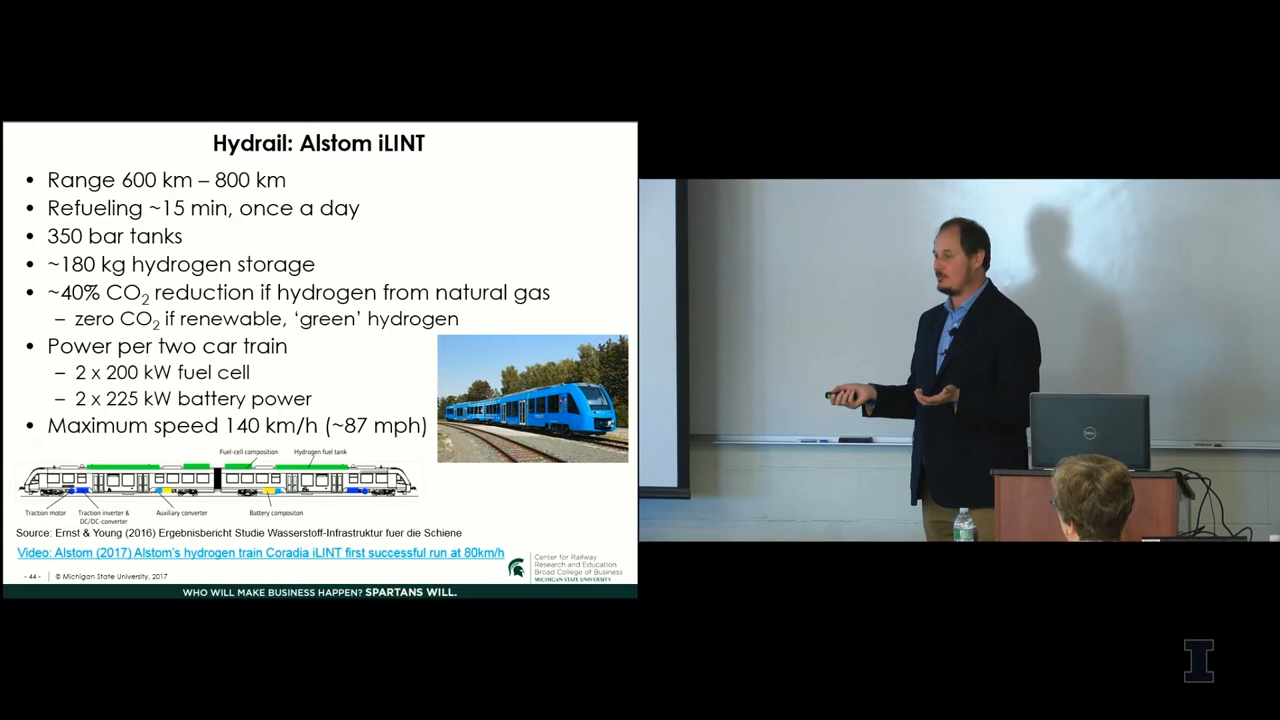 Hydrail: Alstom iLINT
• Range 600 km – 800 km
• Refueling ~15 min, once a day
• 350 bar tanks
• ~180 kg hydrogen storage
• ~40% CO2 reduction if hydrogen from natural gas
– zero CO2 if renewable, ‘green’ hydrogen
• Power per two car train
– 2 x 200 kW fuel cell
– 2 x 225 kW battery power
• Maximum speed 140 km/h (~87 mph)
Fuel-cell composition
Hydrogen fuel tank
Traction motor
Traction inverter &
DC/DC-converter
Auxiliary converter
Battery compositon
Source: Ernst & Young (2016) Ergebnisbericht Studie Wasserstoff-Infrastruktur fuer die Schiene
Video: Alstom (2017) Alstom's hydrogen train Coradia iLINT first successful run at 80km/h
- 44 -
© Michigan State University, 2017
Center for Railway
Research and Education
Broad College of Business
MICHIGAN STATE UNIVERSITY
WHO WILL MAKE BUSINESS HAPPEN? SPARTANS WILL.
DELL
I